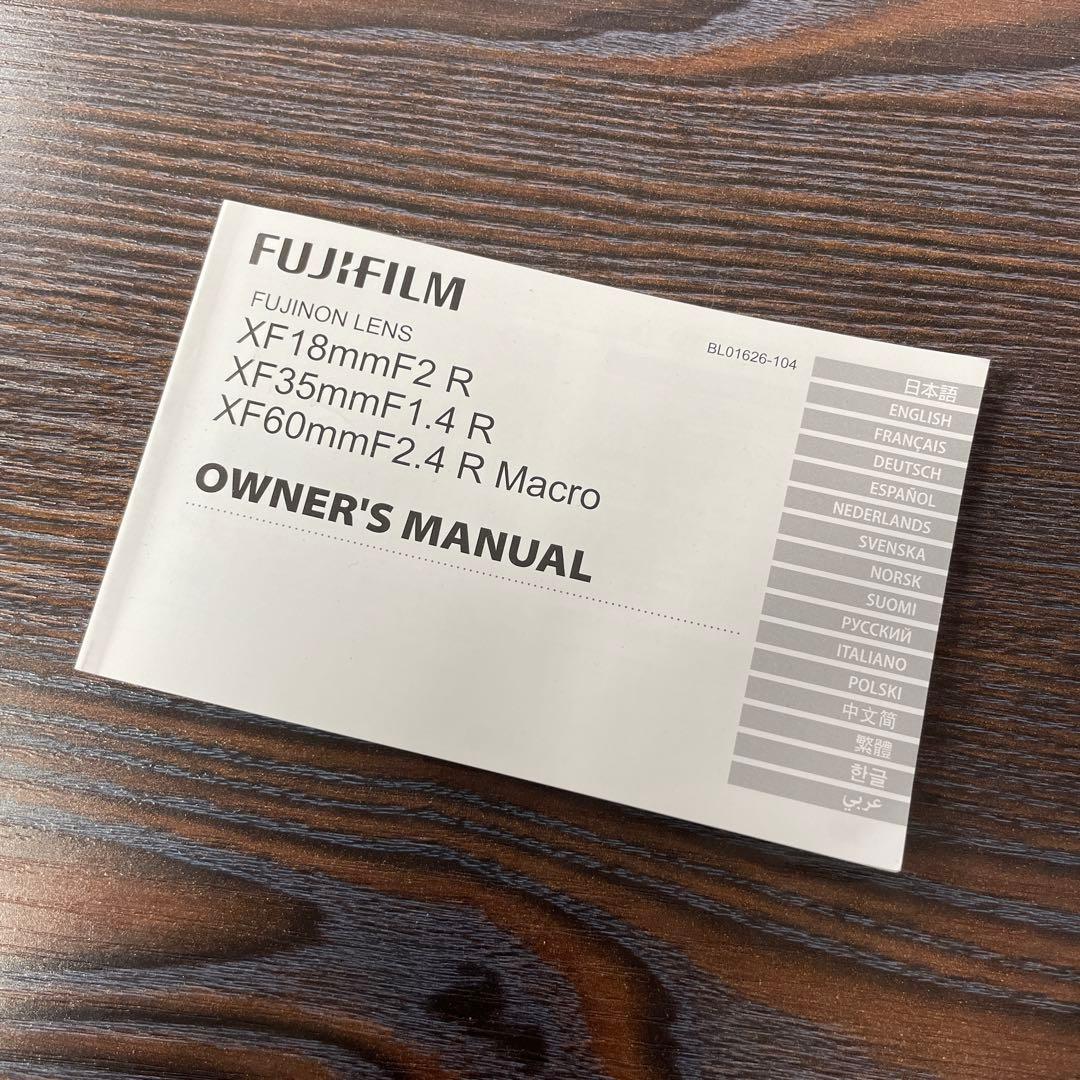 FUJIFILM
FUJINON LENS
XF18mmF2 R
XF35mmF1.4 R
XF60mmF2.4 R Macro
OWNER'S MANUAL
BL01626-104
日本語
ENGLISH
FRANÇAIS
DEUTSCH
ESPAÑOL
NEDERLANDS
SVENSKA
NORSK
SUOMI
РУССКИЙ
ITALIANO
POLSKI
中文简
繁體
한글
عربي